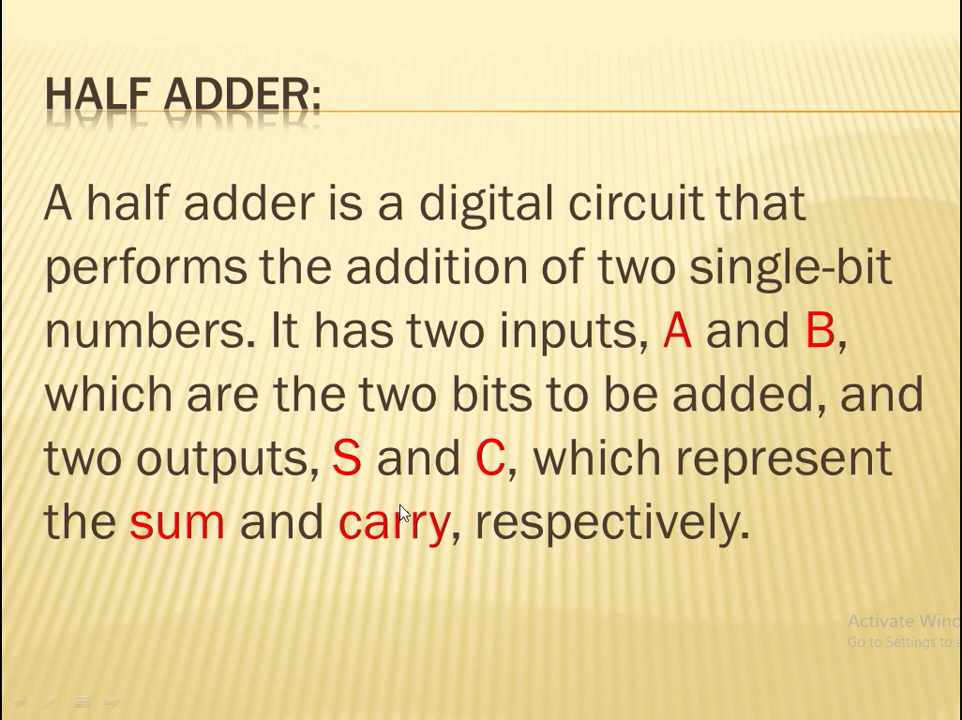 HALF ADDER:
A half adder is a digital circuit that
performs the addition of two single-bit
numbers. It has two inputs, A and B,
which are the two bits to be added, and
two outputs, S and C, which represent
the sum and carry, respectively.
Activate Wind
Go to Settings to a